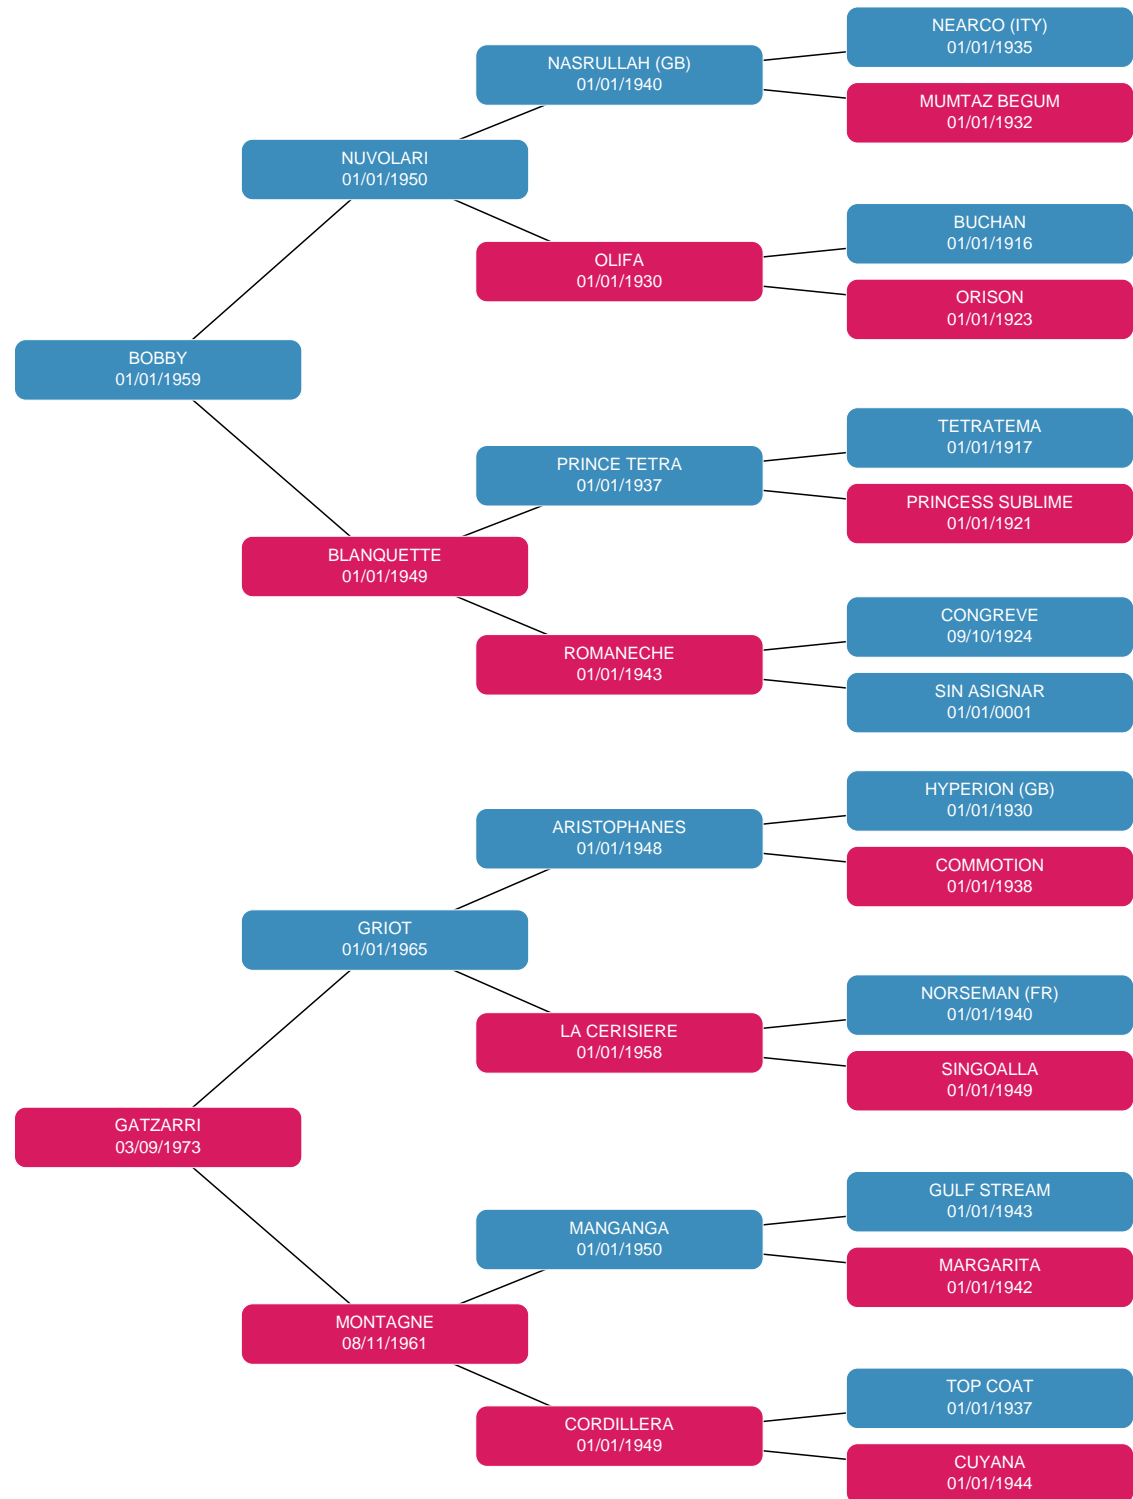 NEARCO (ITY)
01/01/1935
NASRULLAH (GB)
01/01/1940
MUMTAZ BEGUM
01/01/1932
NUVOLARI
01/01/1950
BUCHAN
01/01/1916
OLIFA
01/01/1930
ORISON
01/01/1923
BOBBY
01/01/1959
TETRATEMA
01/01/1917
PRINCE TETRA
01/01/1937
PRINCESS SUBLIME
01/01/1921
BLANQUETTE
01/01/1949
CONGREVE
09/10/1924
ROMANECHE
01/01/1943
SIN ASIGNAR
01/01/0001
HYPERION (GB)
01/01/1930
ARISTOPHANES
01/01/1948
COMMOTION
01/01/1938
GRIOT
01/01/1965
NORSEMAN (FR)
01/01/1940
LA CERISIERE
01/01/1958
SINGOALLA
01/01/1949
GATZARRI
03/09/1973
GULF STREAM
01/01/1943
MANGANGA
01/01/1950
MARGARITA
01/01/1942
MONTAGNE
08/11/1961
TOP COAT
01/01/1937
CORDILLERA
01/01/1949
CUYANA
01/01/1944